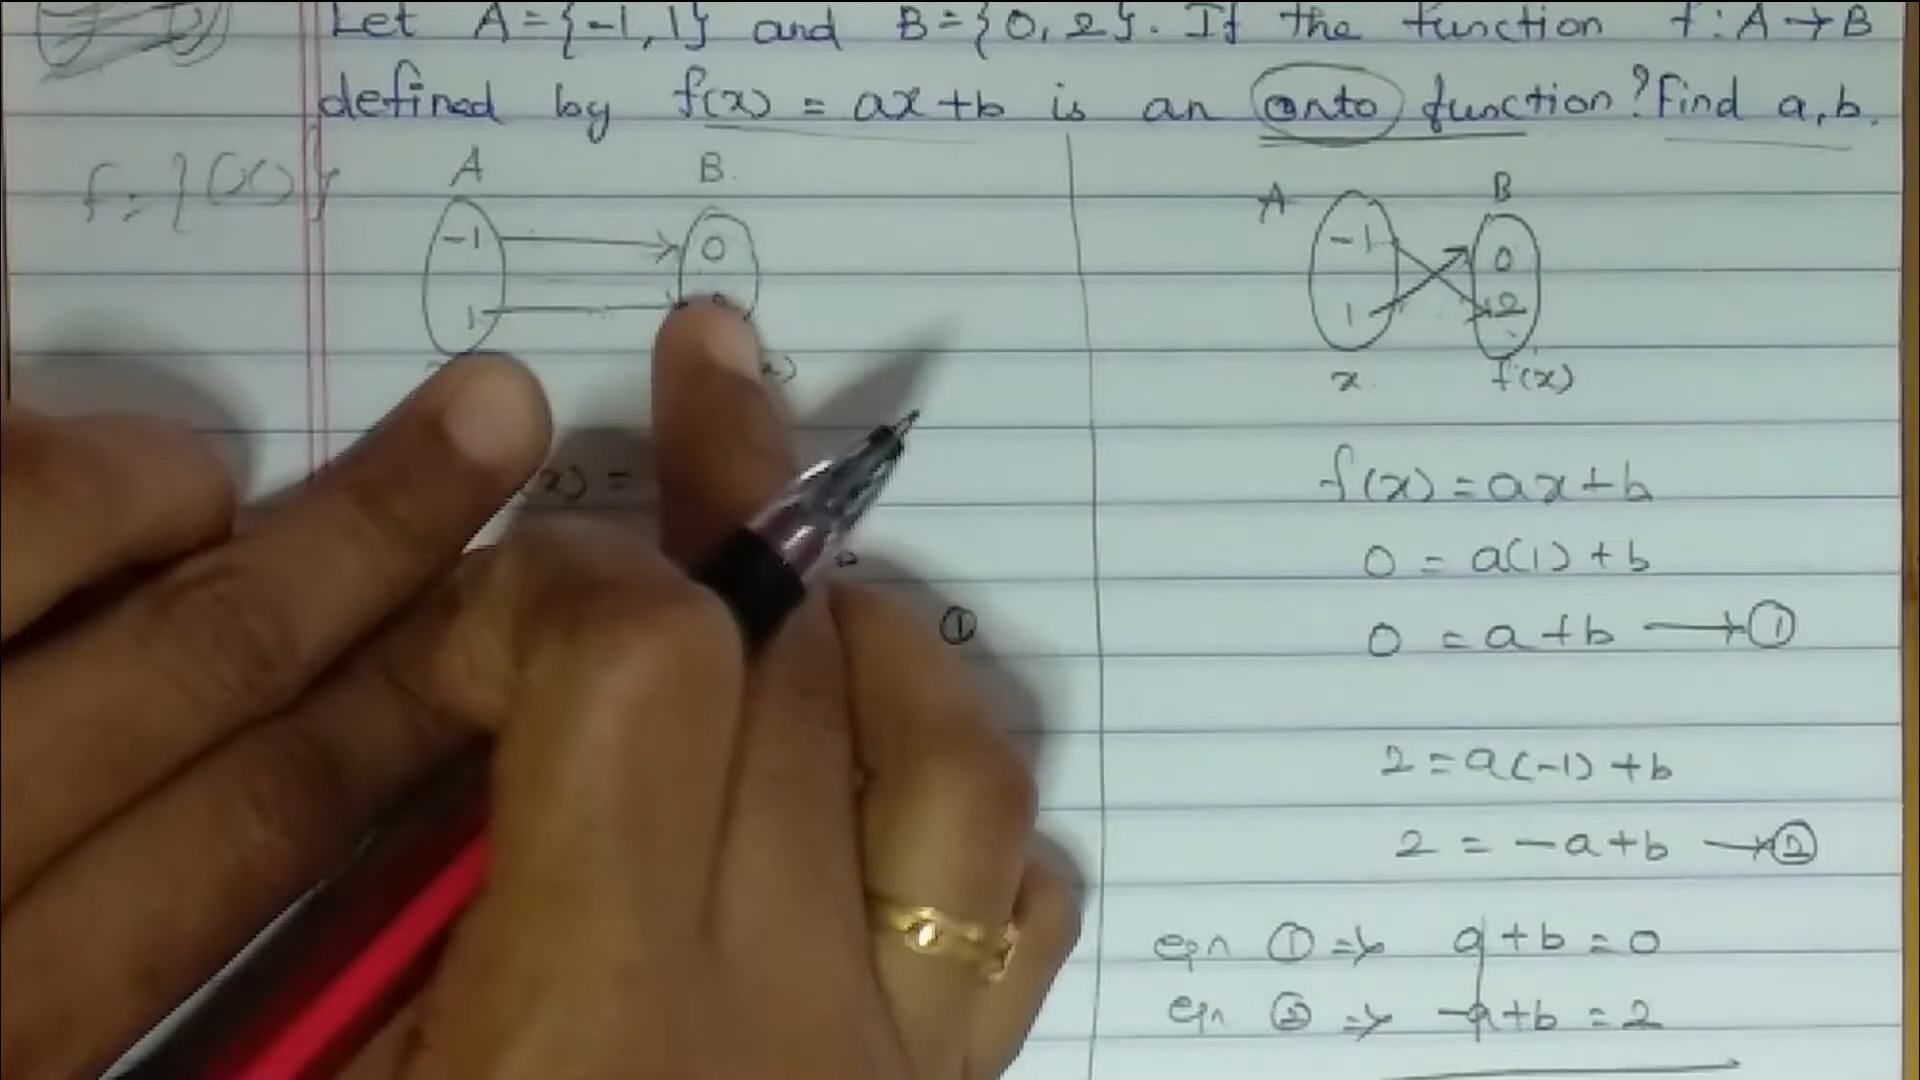 Let A={-1,1} and B={0,2}. If the function f:A→B
defined by f(x) = ax+b is an onto function? Find a,b.
f={()()}
A
B.
-1
0
1
x)
(x) =
①
A
B
-1
0
1
2
x.
f(x)
f(x) = ax+b
0 = a(1)+b
0 = a+b →①
2=a(-1)+b
2 = -a+b →②
eqn ①⇒ a+b=0
eqn ②⇒ -a+b=2